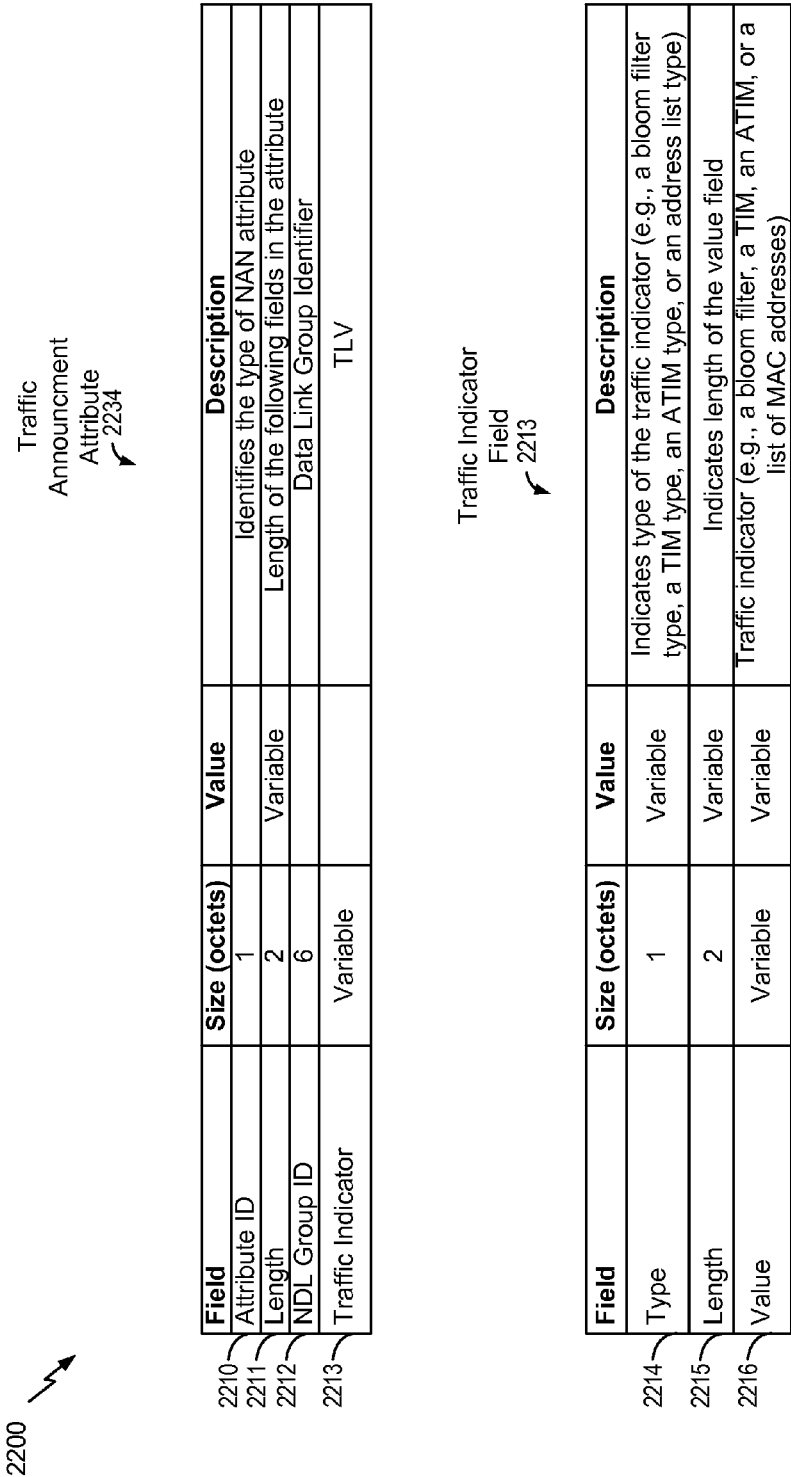 2200
Traffic
Announcment
Attribute
2234
Field Size (octets) Value Description
2210 Attribute ID 1 Identifies the type of NAN attribute
2211 Length 2 Variable Length of the following fields in the attribute
2212 NDL Group ID 6 Data Link Group Identifier
2213 Traffic Indicator Variable TLV
Traffic Indicator
Field
2213
Field Size (octets) Value Description
2214 Type 1 Variable Indicates type of the traffic indicator (e.g., a bloom filter
type, a TIM type, an ATIM type, or an address list type)
2215 Length 2 Variable Indicates length of the value field
2216 Value Variable Variable Traffic indicator (e.g., a bloom filter, a TIM, an ATIM, or a
list of MAC addresses)